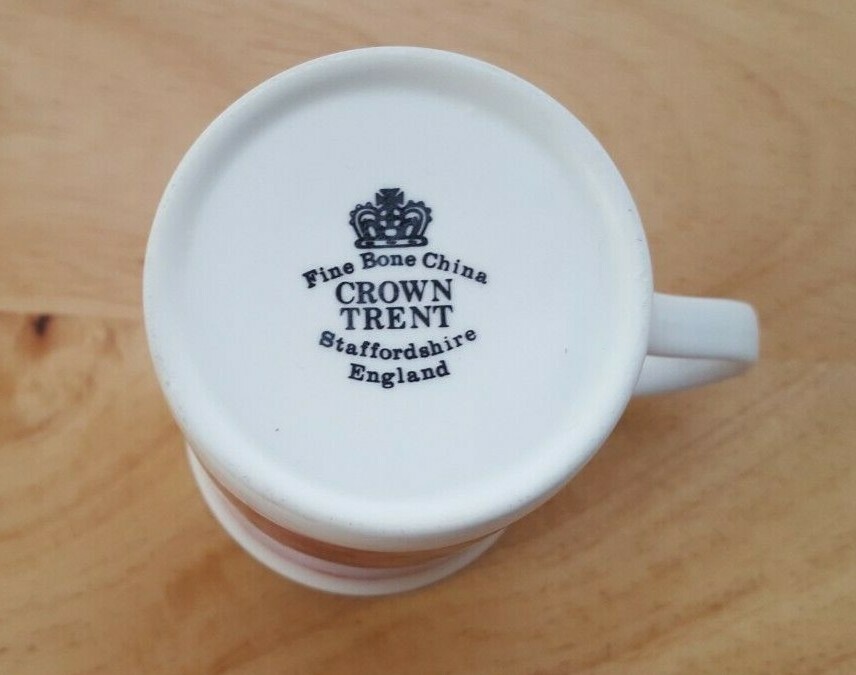 Fine Bone China
CROWN
TRENT
Staffordshire
England